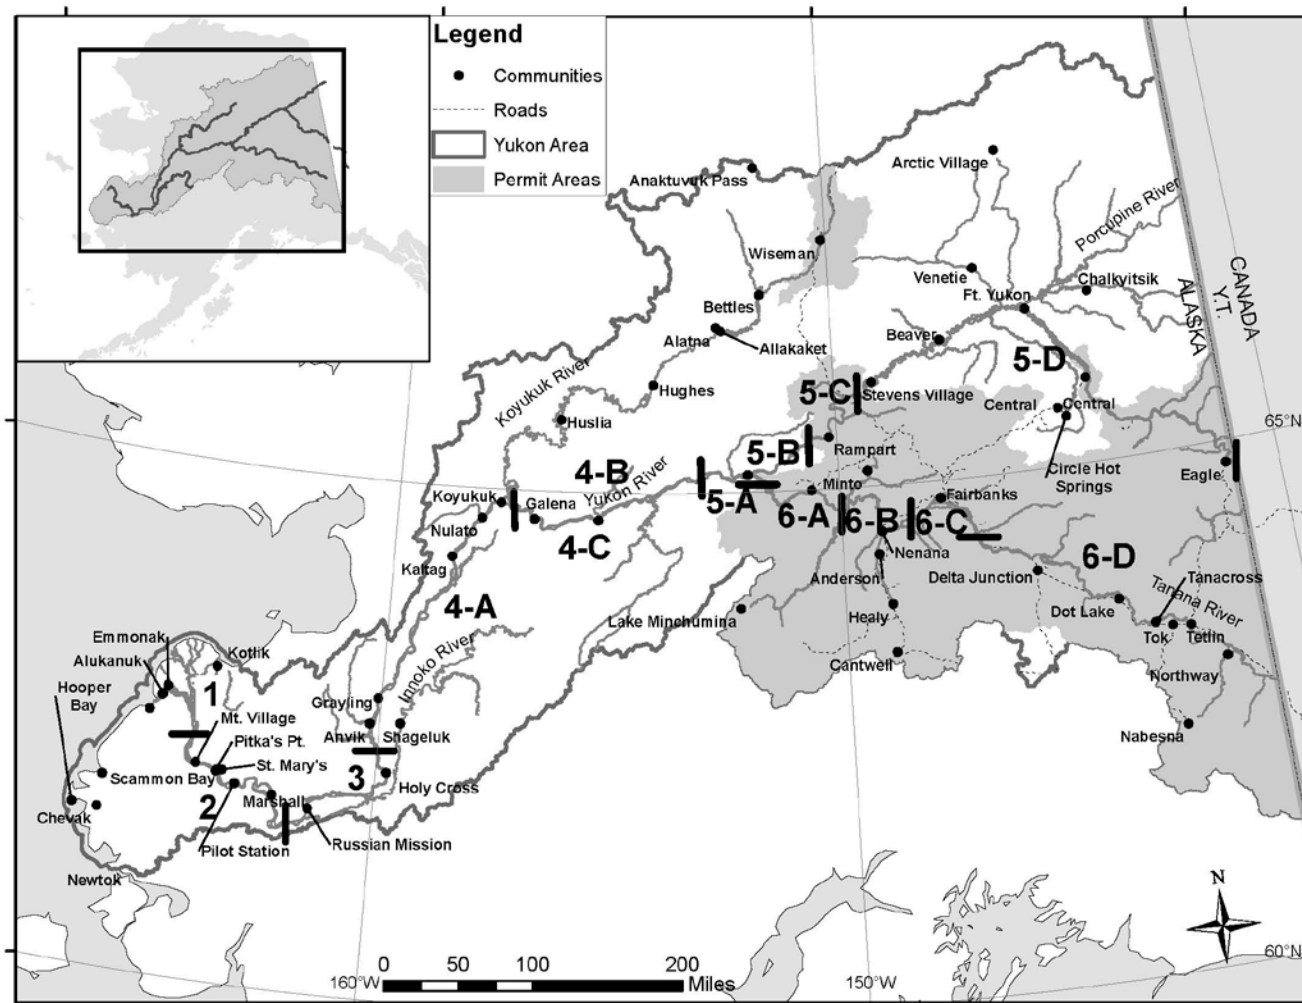 Legend
Communities
Roads
Yukon Area
Permit Areas
Arctic Village
Anaktuvuk Pass
Porcupine River
Wiseman
Venetie
Chalkyitsik
Ft. Yukon
ALASKA
CANADA
Y.T.
Bettles
Alatna
Allakaket
Beaver
5-D
Koyukuk River
Hughes
5-C
Stevens Village
Central
Central
Huslia
65°N
4-B
Yukon River
5-B
Rampart
Circle Hot
Springs
Eagle
Minto
Koyukuk
Galena
5-A
6-A
6-B
6-C
Fairbanks
Nulato
4-C
Nenana
Kaltag
Anderson
Delta Junction
6-D
Tanacross
4-A
Healy
Dot Lake
Tanana River
Lake Minchumina
Tok
Tetlin
Emmonak
Kotlik
Innoko River
Cantwell
Northway
Alukanuk
Hooper
Bay
1
Grayling
Mt. Village
Anvik
Shageluk
Nabesna
Pitka's Pt.
St. Mary's
Scammon Bay
3
Holy Cross
Chevak
2
Marshall
Pilot Station
Russian Mission
Newtok
N
60°N
0
50
100
200
Miles
160°W
150°W